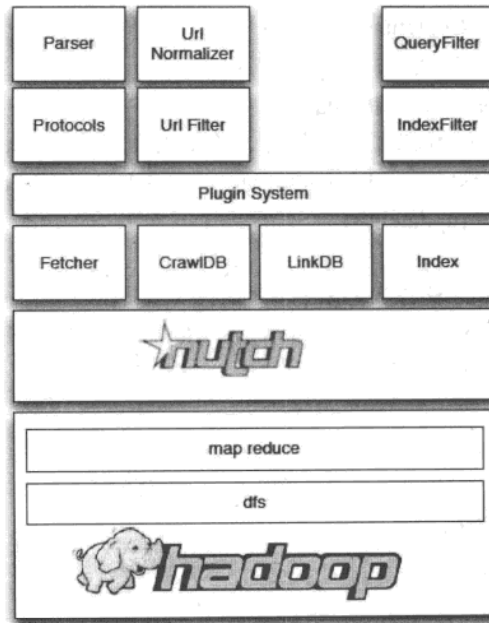 Parser
Url
Normalizer
QueryFilter
Protocols
Url Filter
IndexFilter
Plugin System
Fetcher
CrawlDB
LinkDB
Index
nutch
map reduce
dfs
hadoop